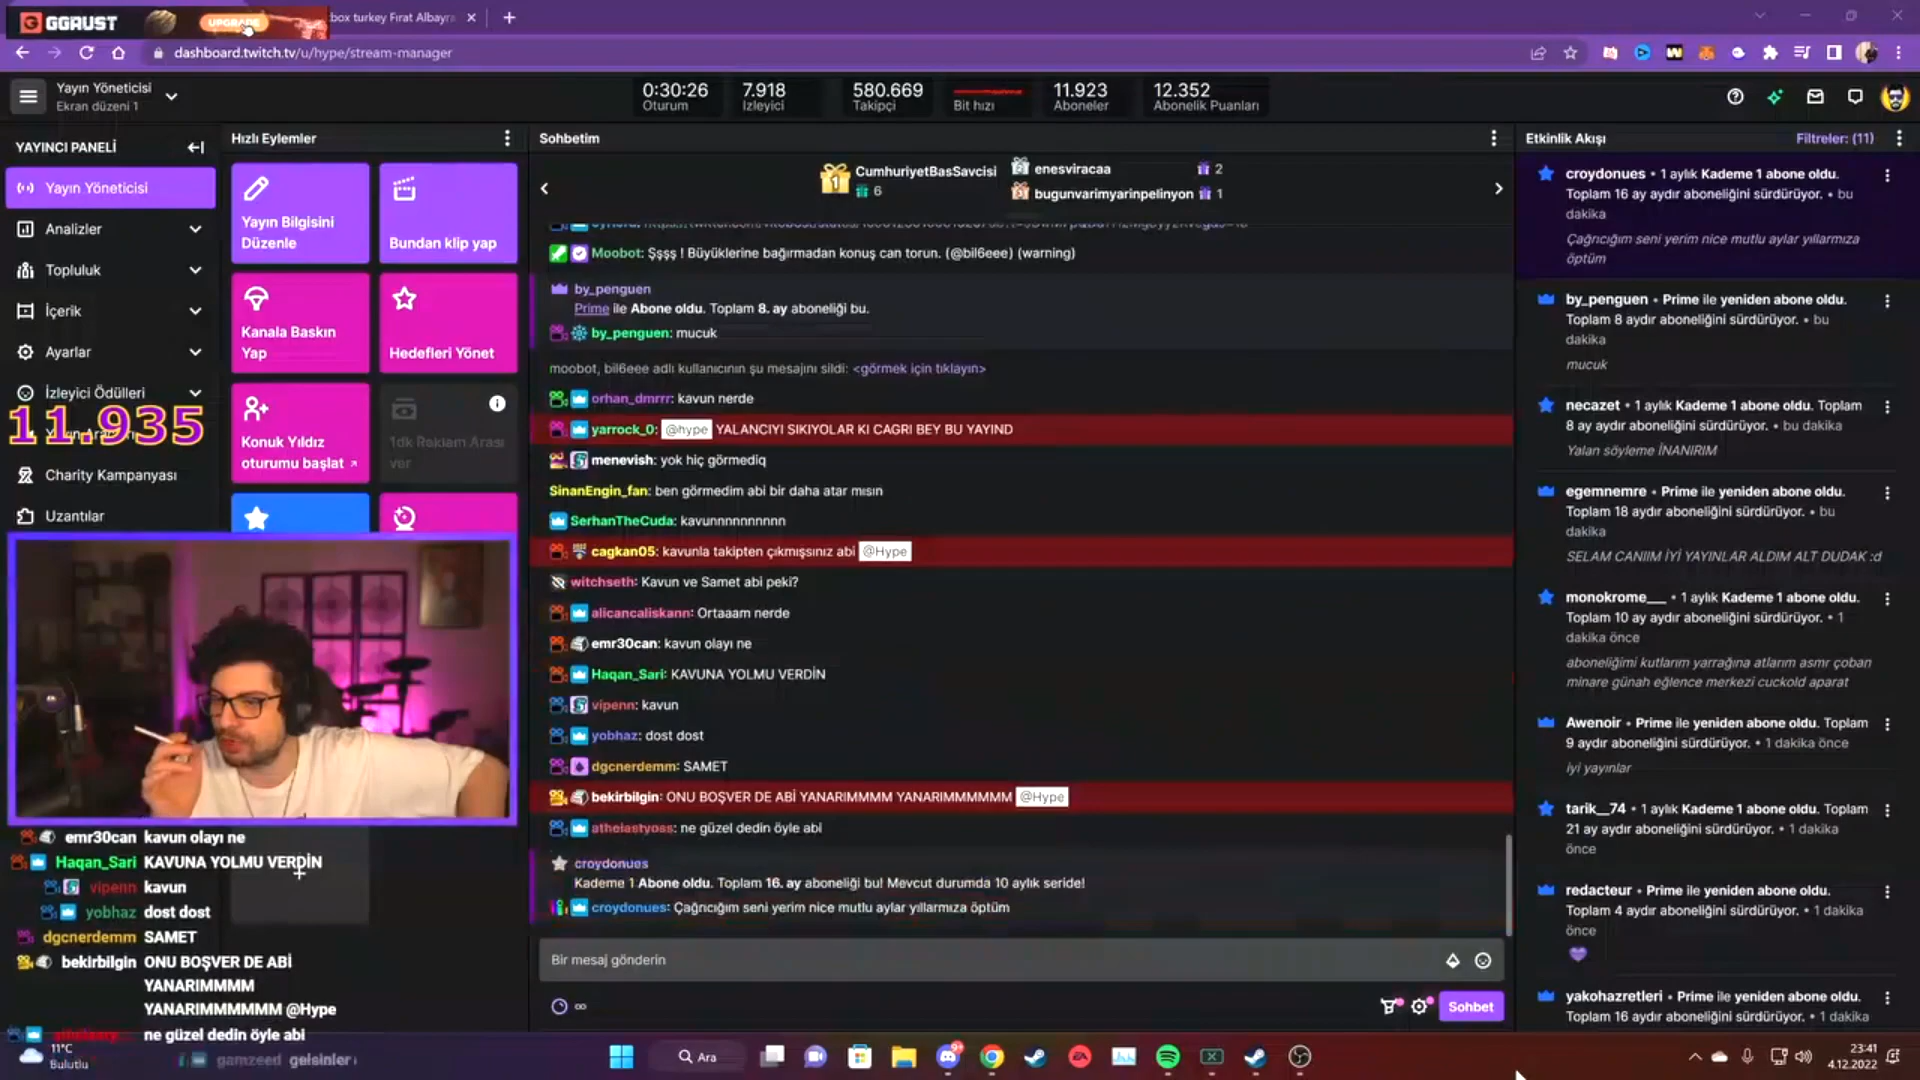 GGRUST
UPGRADE
box turkey Fırat Albayra
dashboard.twitch.tv/u/hype/stream-manager
Yayın Yöneticisi
Ekran düzeni 1
0:30:26
Oturum
7.918
İzleyici
580.669
Takipçi
Bit hızı
11.923
Aboneler
12.352
Abonelik Puanları
YAYINCI PANELİ
Yayın Yöneticisi
Analizler
Topluluk
İçerik
Ayarlar
İzleyici Ödülleri
11.935
Charity Kampanyası
Uzantılar
Hızlı Eylemler
Yayın Bilgisini
Düzenle
Bundan klip yap
Kanala Baskın
Yap
Hedefleri Yönet
Konuk Yıldız
oturumu başlat
1dk Reklam Arası
ver
Sohbetim
1 CumhuriyetBasSavcisi
6
enesviracaa 2
bugunvarimyarinpelinyon 1
Moobot: Şşşş ! Büyüklerine bağırmadan konuş can torun. (@bil6eee) (warning)
by_penguen
Prime ile Abone oldu. Toplam 8. ay aboneliği bu.
by_penguen: mucuk
moobot, bil6eee adlı kullanıcının şu mesajını sildi: <görmek için tıklayın>
orhan_dmrrr: kavun nerde
yarrock_0: @hype YALANCIYI SIKIYOLAR KI CAGRI BEY BU YAYIND
menevish: yok hiç görmediq
SinanEngin_fan: ben görmedim abi bir daha atar mısın
SerhanTheCuda: kavunnnnnnnnnn
cagkan05: kavunla takipten çıkmışsınız abi @Hype
witchseth: Kavun ve Samet abi peki?
alicancaliskann: Ortaaam nerde
emr30can: kavun olayı ne
Haqan_Sari: KAVUNA YOLMU VERDİN
vipenn: kavun
yobhaz: dost dost
dgcnerdemm: SAMET
bekirbilgin: ONU BOŞVER DE ABİ YANARIMMMM YANARIMMMMMM @Hype
atheiastyoss: ne güzel dedin öyle abi
croydonues
Kademe 1 Abone oldu. Toplam 16. ay aboneliği bu! Mevcut durumda 10 aylık seride!
croydonues: Çağrıcığım seni yerim nice mutlu aylar yıllarmıza öptüm
Bir mesaj gönderin
Sohbet
Etkinlik Akışı
Filtreler: (11)
croydonues • 1 aylık Kademe 1 abone oldu.
Toplam 16 ay aydır aboneliğini sürdürüyor. • bu
dakika
Çağrıcığım seni yerim nice mutlu aylar yıllarmıza
öptüm
by_penguen • Prime ile yeniden abone oldu.
Toplam 8 aydır aboneliğini sürdürüyor. • bu
dakika
mucuk
necazet • 1 aylık Kademe 1 abone oldu. Toplam
8 ay aydır aboneliğini sürdürüyor. • bu dakika
Yalan söyleme İNANIRIM
egemnemre • Prime ile yeniden abone oldu.
Toplam 18 aydır aboneliğini sürdürüyor. • bu
dakika
SELAM CANIIM İYİ YAYINLAR ALDIM ALT DUDAK :d
monokrome___ • 1 aylık Kademe 1 abone oldu.
Toplam 10 ay aydır aboneliğini sürdürüyor. • 1
dakika önce
aboneliğimi kutlarım yarrağına atlarım asmr çoban
minare günah eğlence merkezi cuckold aparat
Awenoir • Prime ile yeniden abone oldu. Toplam
9 aydır aboneliğini sürdürüyor. • 1 dakika önce
iyi yayınlar
tarik__74 • 1 aylık Kademe 1 abone oldu. Toplam
21 ay aydır aboneliğini sürdürüyor. • 1 dakika
önce
redacteur • Prime ile yeniden abone oldu.
Toplam 4 aydır aboneliğini sürdürüyor. • 1 dakika
önce
yakohazretleri • Prime ile yeniden abone oldu.
Toplam 16 aydır aboneliğini sürdürüyor. • 1 dakika
emr30can kavun olayı ne
Haqan_Sari KAVUNA YOLMU VERDİN
vipenn kavun
yobhaz dost dost
dgcnerdemm SAMET
bekirbilgin ONU BOŞVER DE ABİ
YANARIMMMM
YANARIMMMMMM @Hype
ne güzel dedin öyle abi
gamzeed gelsinler
11°C
Bulutlu
Ara
9+
23:41
4.12.2022